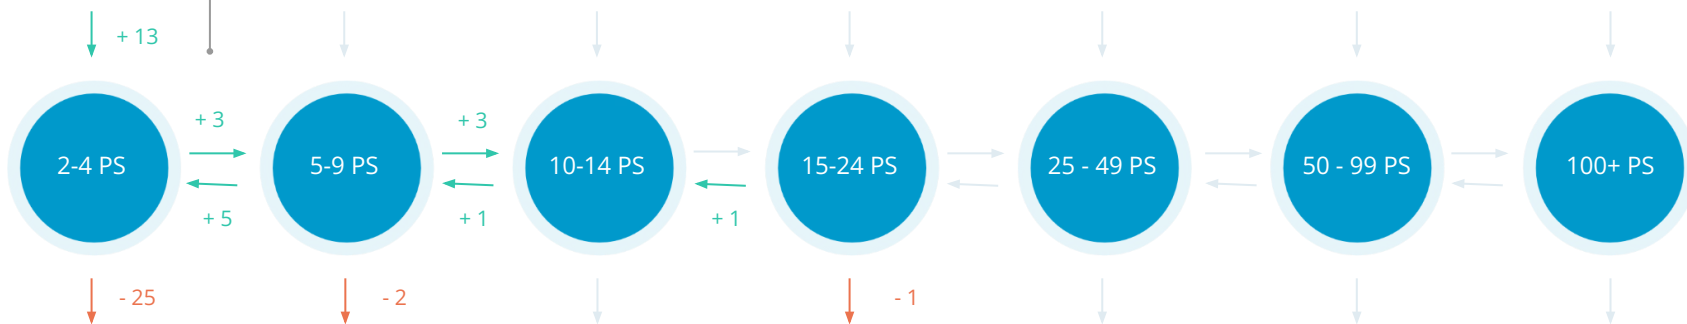 + 13
+ 3
+ 3
2-4 PS
5-9 PS
10-14 PS
15-24 PS
25 - 49 PS
50 - 99 PS
100+ PS
+ 5
+ 1
+ 1
- 25
- 2
- 1